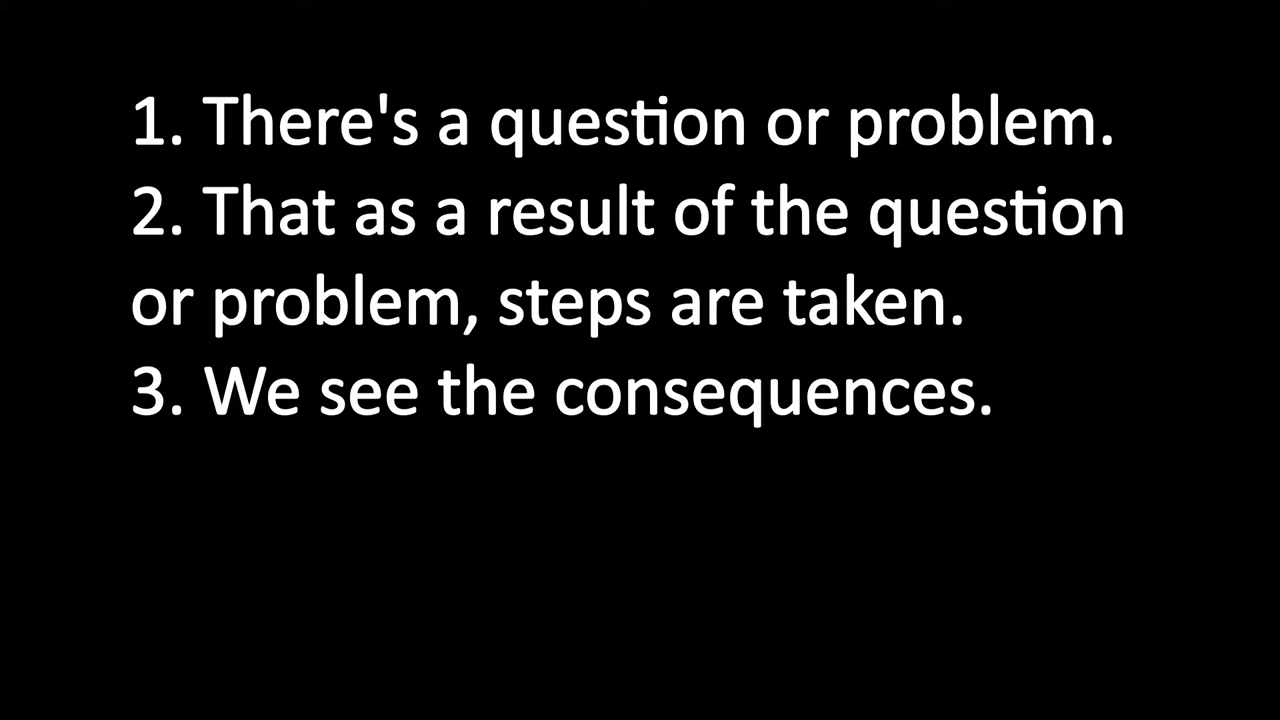 1. There's a question or problem.
2. That as a result of the question
or problem, steps are taken.
3. We see the consequences.